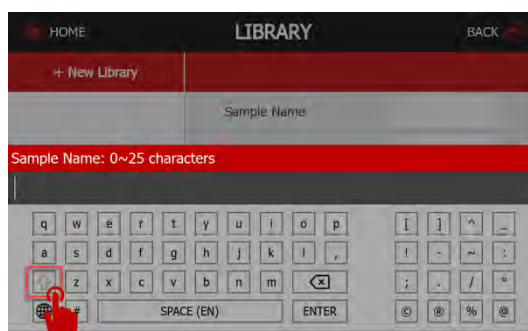 HOME LIBRARY BACK
+ New Library
Sample Name
Sample Name: 0~25 characters
q w e r t y u i o p [ ] ^ _
a s d f g h j k l , ! - ~ :
z x c v b n m ; . / °
# SPACE (EN) ENTER © ® % @